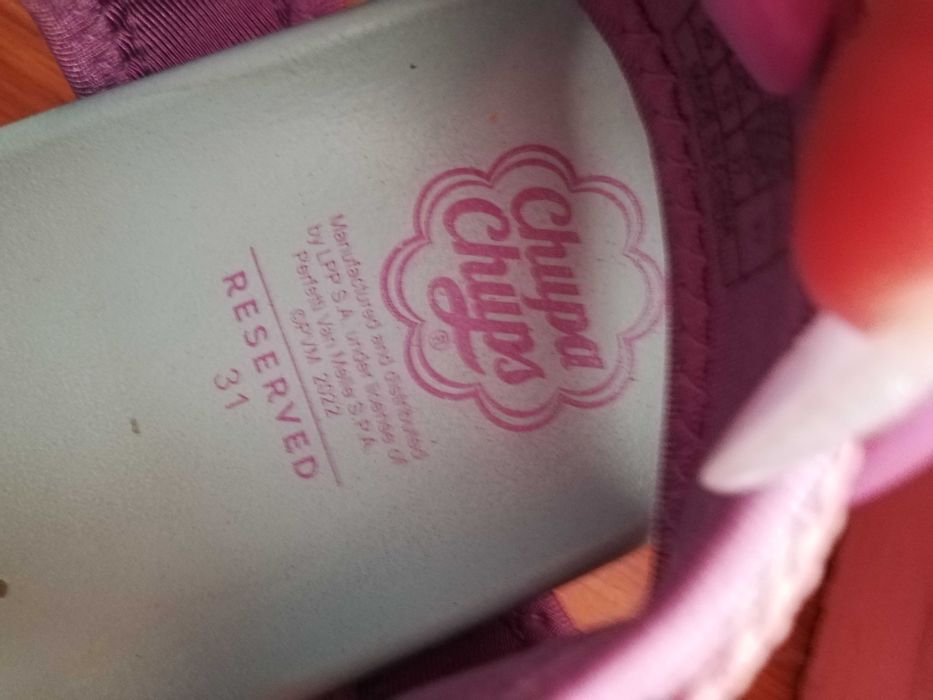 Chupa
Chups
®
Manufactured and distributed
by LPP S.A. under license of
Perfetti Van Melle S.P.A.
©PVM 2022
RESERVED
31